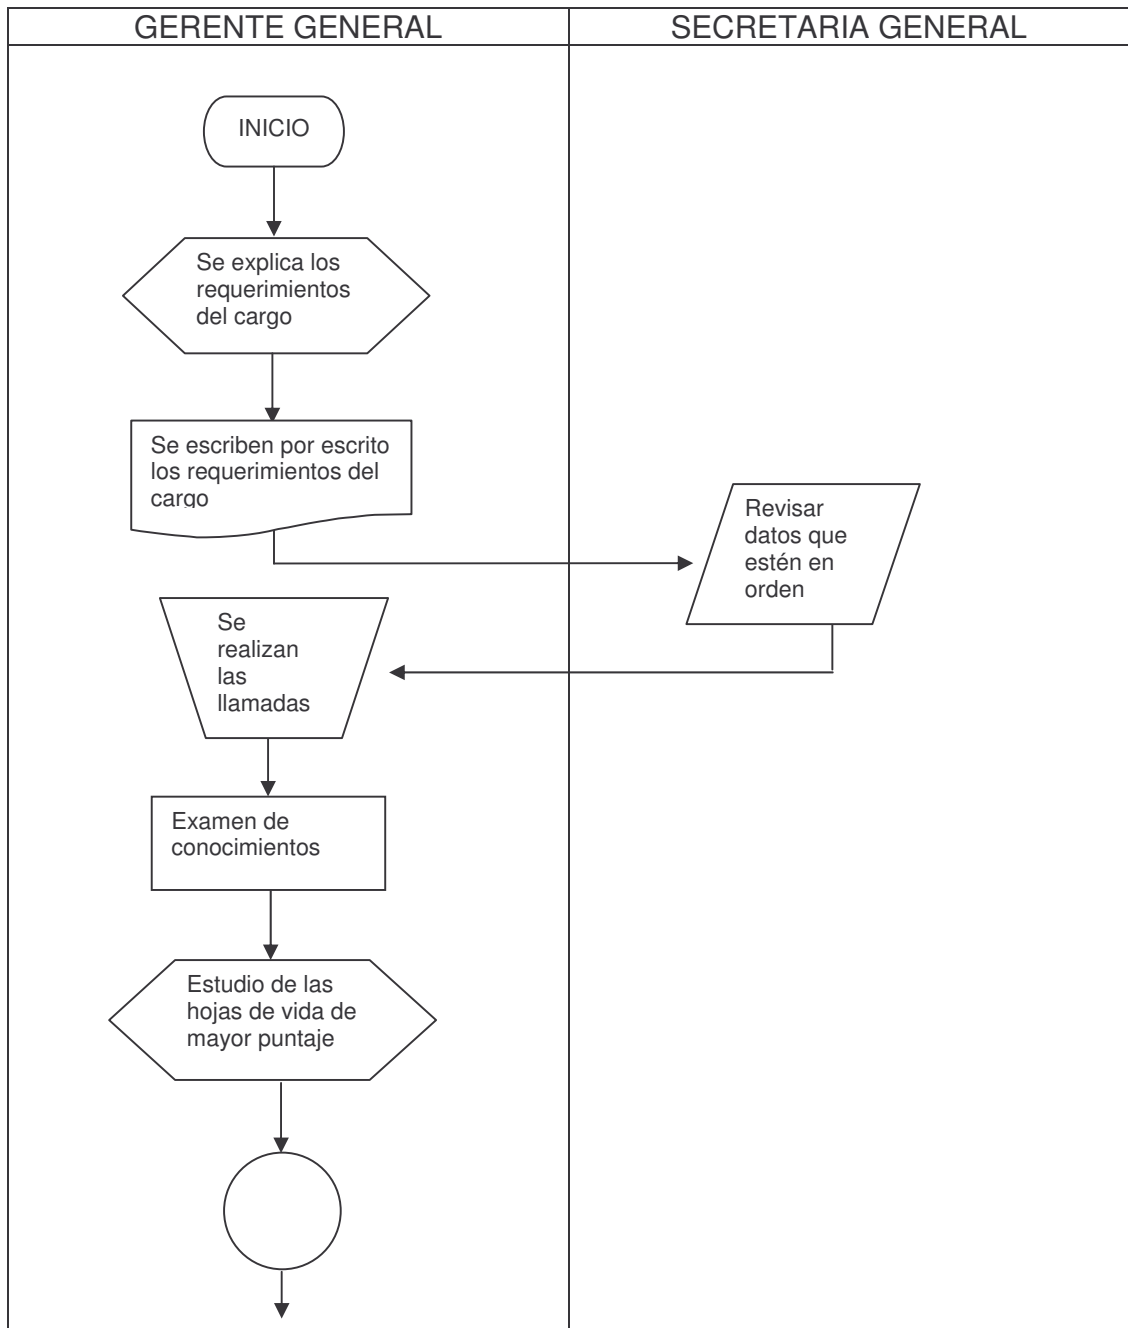 GERENTE GENERAL
SECRETARIA GENERAL
INICIO
Se explica los
requerimientos
del cargo
Se escriben por escrito
los requerimientos del
cargo
Revisar
datos que
estén en
orden
Se
realizan
las
llamadas
Examen de
conocimientos
Estudio de las
hojas de vida de
mayor puntaje